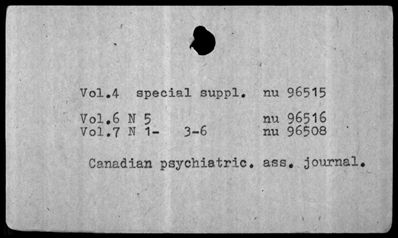 Vol.4 special suppl. nu 96515
Vol.6 N 5 nu 96516
Vol.7 N 1- 3-6 nu 96508
Canadian psychiatric. ass. journal.